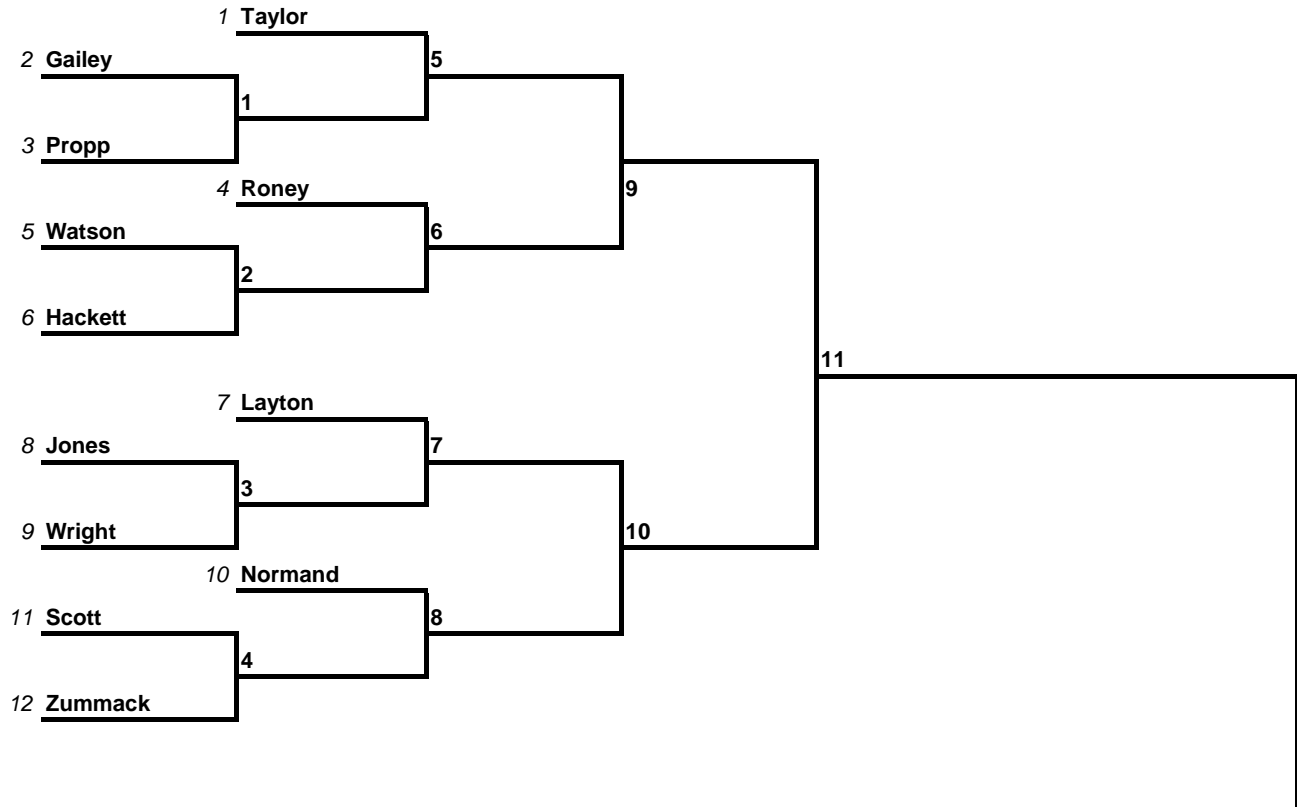 1 Taylor
2 Gailey
5
1
3 Propp
4 Roney
9
5 Watson
6
2
6 Hackett
11
7 Layton
8 Jones
7
3
9 Wright
10
10 Normand
11 Scott
8
4
12 Zummack